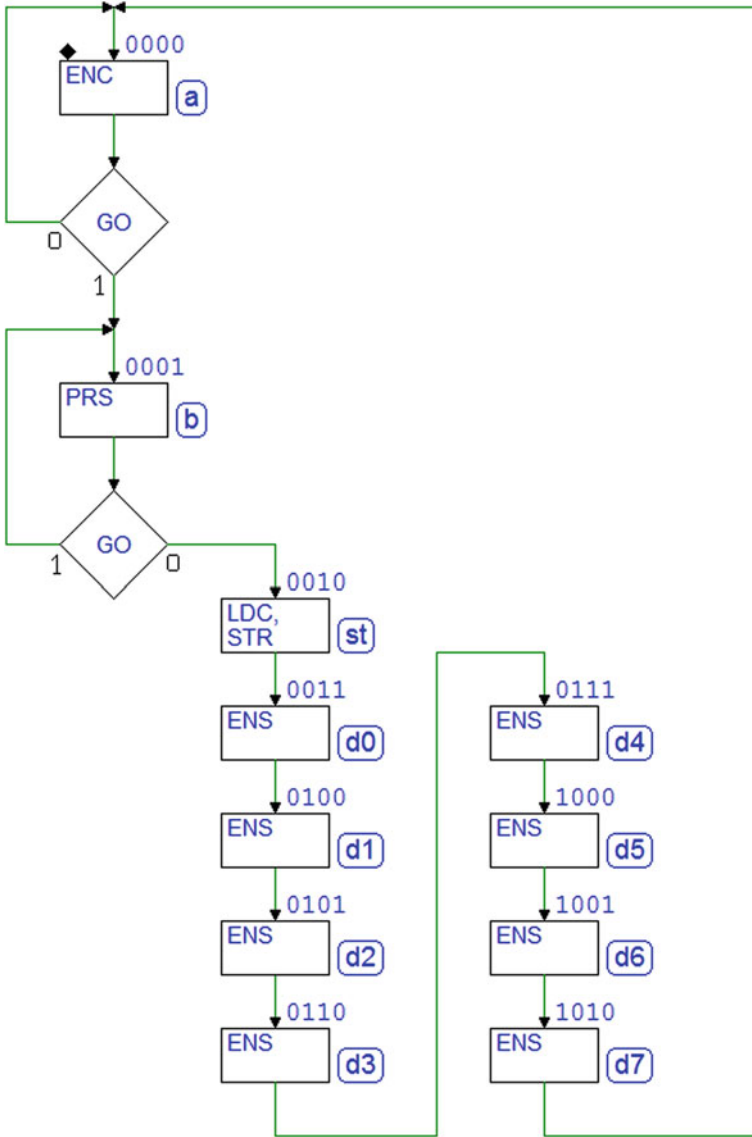 0000
ENC
a
GO
0
1
0001
PRS
b
GO
1
0
0010
LDC,
STR
st
0011
ENS
d0
0100
ENS
d1
0101
ENS
d2
0110
ENS
d3
0111
ENS
d4
1000
ENS
d5
1001
ENS
d6
1010
ENS
d7